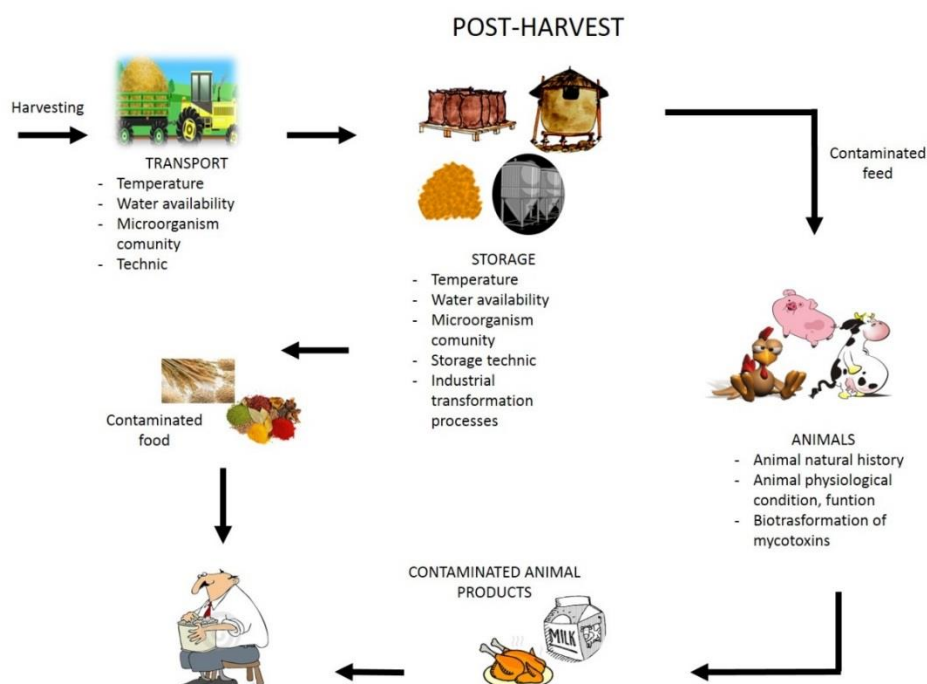 POST-HARVEST
Harvesting
TRANSPORT
- Temperature
- Water availability
- Microorganism
comunity
- Technic
STORAGE
- Temperature
- Water availability
- Microorganism
comunity
- Storage technic
- Industrial
transformation
processes
Contaminated
feed
ANIMALS
- Animal natural history
- Animal physiological
condition, funtion
- Biotrasformation of
mycotoxins
Contaminated
food
CONTAMINATED ANIMAL
PRODUCTS
MILK